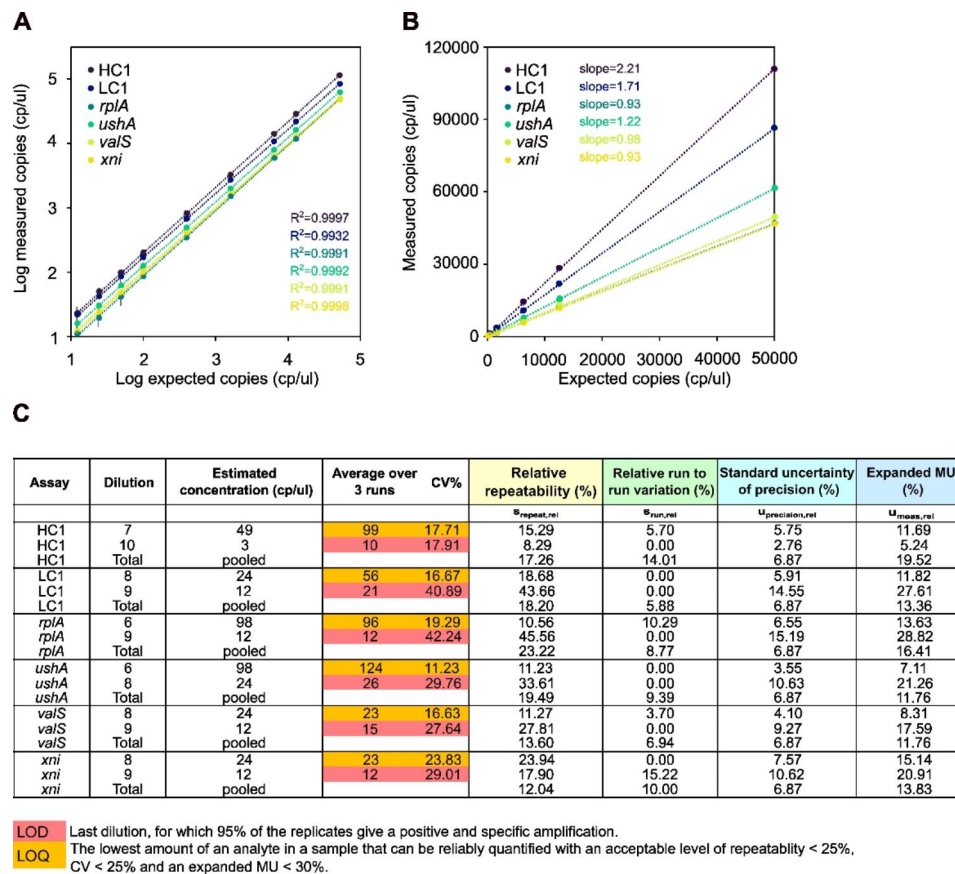 A
HC1
LC1
rplA
ushA
valS
xni
R²=0.9997
R²=0.9932
R²=0.9991
R²=0.9992
R²=0.9991
R²=0.9998
Log measured copies (cp/ul)
5
4
3
2
1
1 2 3 4 5
Log expected copies (cp/ul)
B
HC1 slope=2.21
LC1 slope=1.71
rplA slope=0.93
ushA slope=1.22
valS slope=0.98
xni slope=0.93
Measured copies (cp/ul)
120000
90000
60000
30000
0
0 10000 20000 30000 40000 50000
Expected copies (cp/ul)
C
Assay Dilution Estimated concentration (cp/ul) Average over 3 runs CV% Relative repeatability (%) Relative run to run variation (%) Standard uncertainty of precision (%) Expanded MU (%)
srepeat,rel srun,rel uprecision,rel umeas,rel
HC1 7 49 99 17.71 15.29 5.70 5.75 11.69
HC1 10 3 10 17.91 8.29 0.00 2.76 5.24
HC1 Total pooled 17.26 14.01 6.87 19.52
LC1 8 24 56 16.67 18.68 0.00 5.91 11.82
LC1 9 12 21 40.89 43.66 0.00 14.55 27.61
LC1 Total pooled 18.20 5.88 6.87 13.36
rplA 6 98 96 19.29 10.56 10.29 6.55 13.63
rplA 9 12 12 42.24 45.56 0.00 15.19 28.82
rplA Total pooled 23.22 8.77 6.87 16.41
ushA 6 98 124 11.23 11.23 0.00 3.55 7.11
ushA 8 24 26 29.76 33.61 0.00 10.63 21.26
ushA Total pooled 19.49 9.39 6.87 11.76
valS 8 24 23 16.63 11.27 3.70 4.10 8.31
valS 9 12 15 27.64 27.81 0.00 9.27 17.59
valS Total pooled 13.60 6.94 6.87 11.76
xni 8 24 23 23.83 23.94 0.00 7.57 15.14
xni 9 12 12 29.01 17.90 15.22 10.62 20.91
xni Total pooled 12.04 10.00 6.87 13.83
LOD Last dilution, for which 95% of the replicates give a positive and specific amplification.
LOQ The lowest amount of an analyte in a sample that can be reliably quantified with an acceptable level of repeatablity < 25%,
CV < 25% and an expanded MU < 30%.